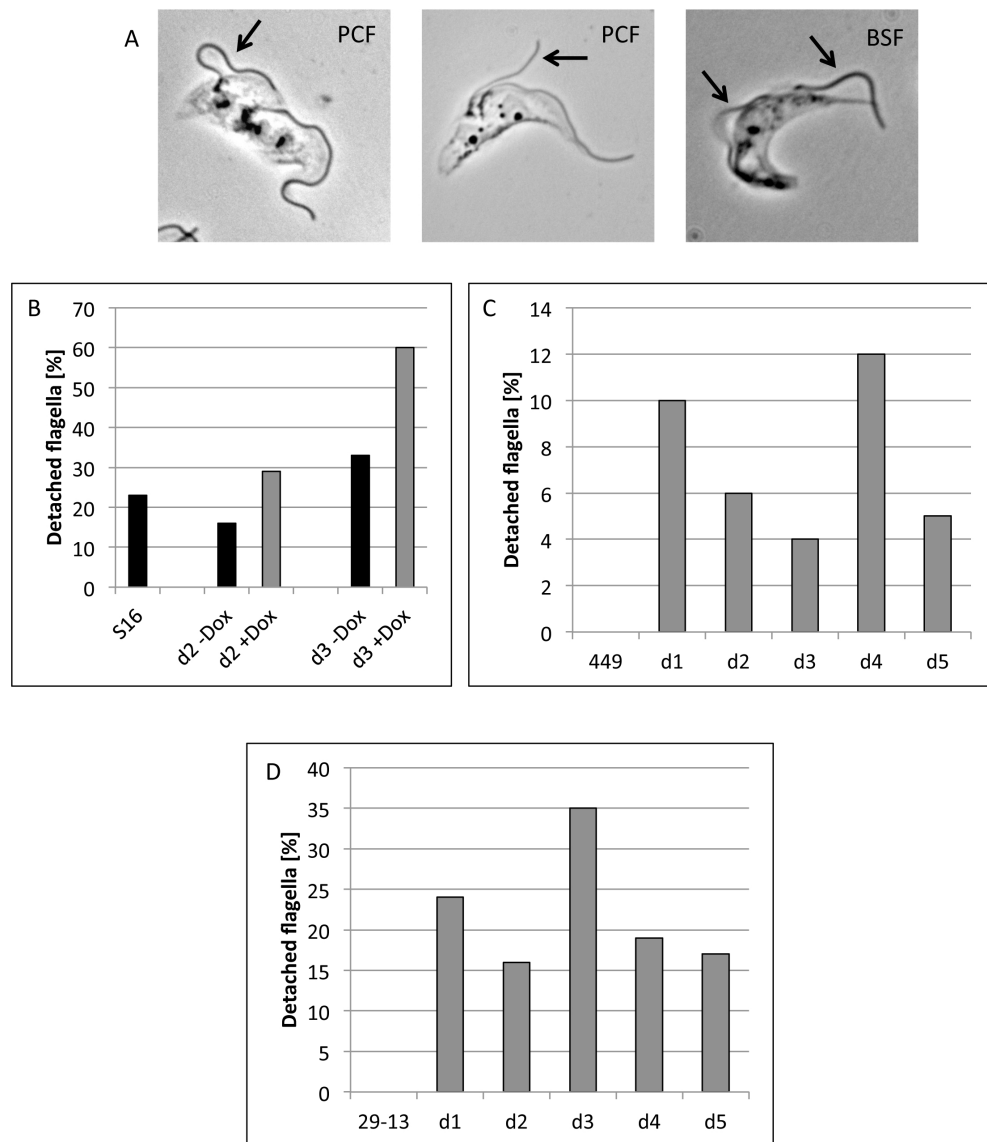 A
PCF
PCF
BSF
B
Detached flagella [%]
70
60
50
40
30
20
10
0
S16
d2 -Dox
d2 +Dox
d3 -Dox
d3 +Dox
C
Detached flagella [%]
14
12
10
8
6
4
2
0
449 d1 d2 d3 d4 d5
D
Detached flagella [%]
40
35
30
25
20
15
10
5
0
29-13 d1 d2 d3 d4 d5